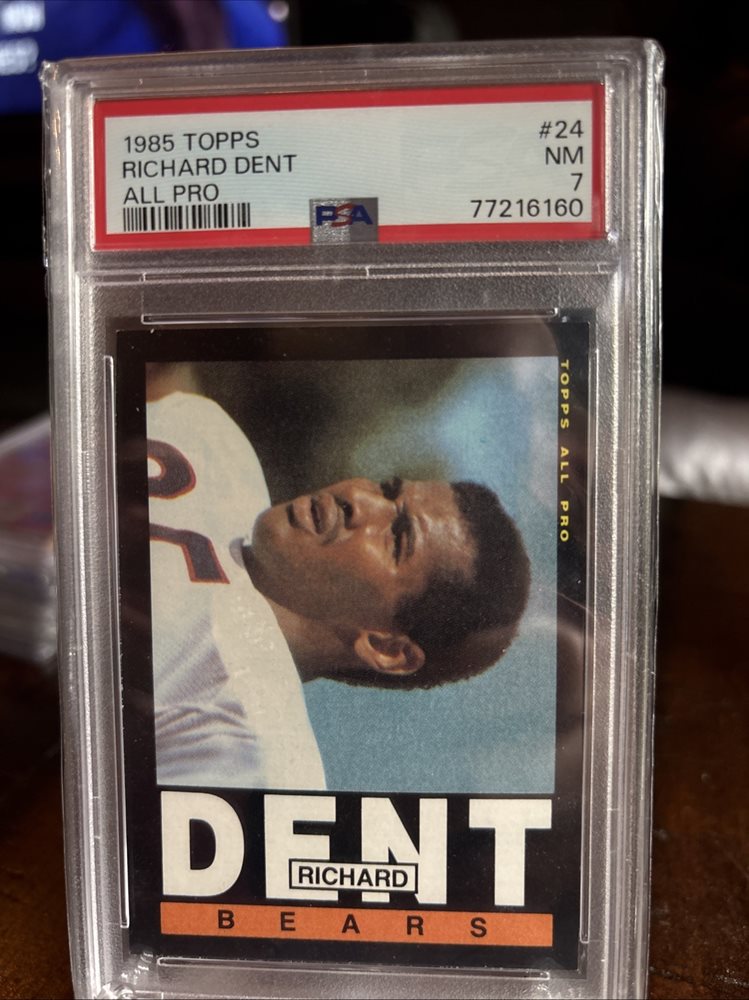 1985 TOPPS #24
RICHARD DENT NM
ALL PRO 7
PSA 77216160
TOPPS ALL PRO
DENT
RICHARD
BEARS